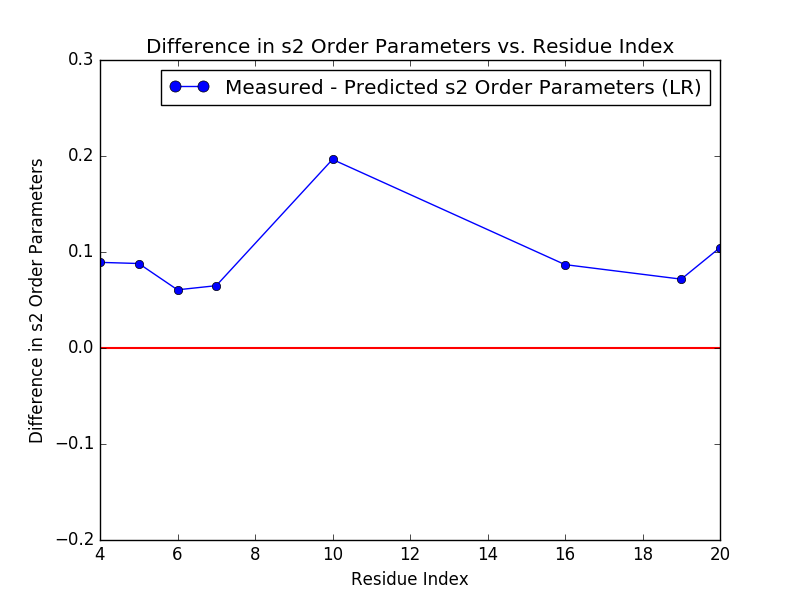 Difference in s2 Order Parameters vs. Residue Index
Measured - Predicted s2 Order Parameters (LR)
Difference in s2 Order Parameters
0.3
0.2
0.1
0.0
−0.1
−0.2
4 6 8 10 12 14 16 18 20
Residue Index